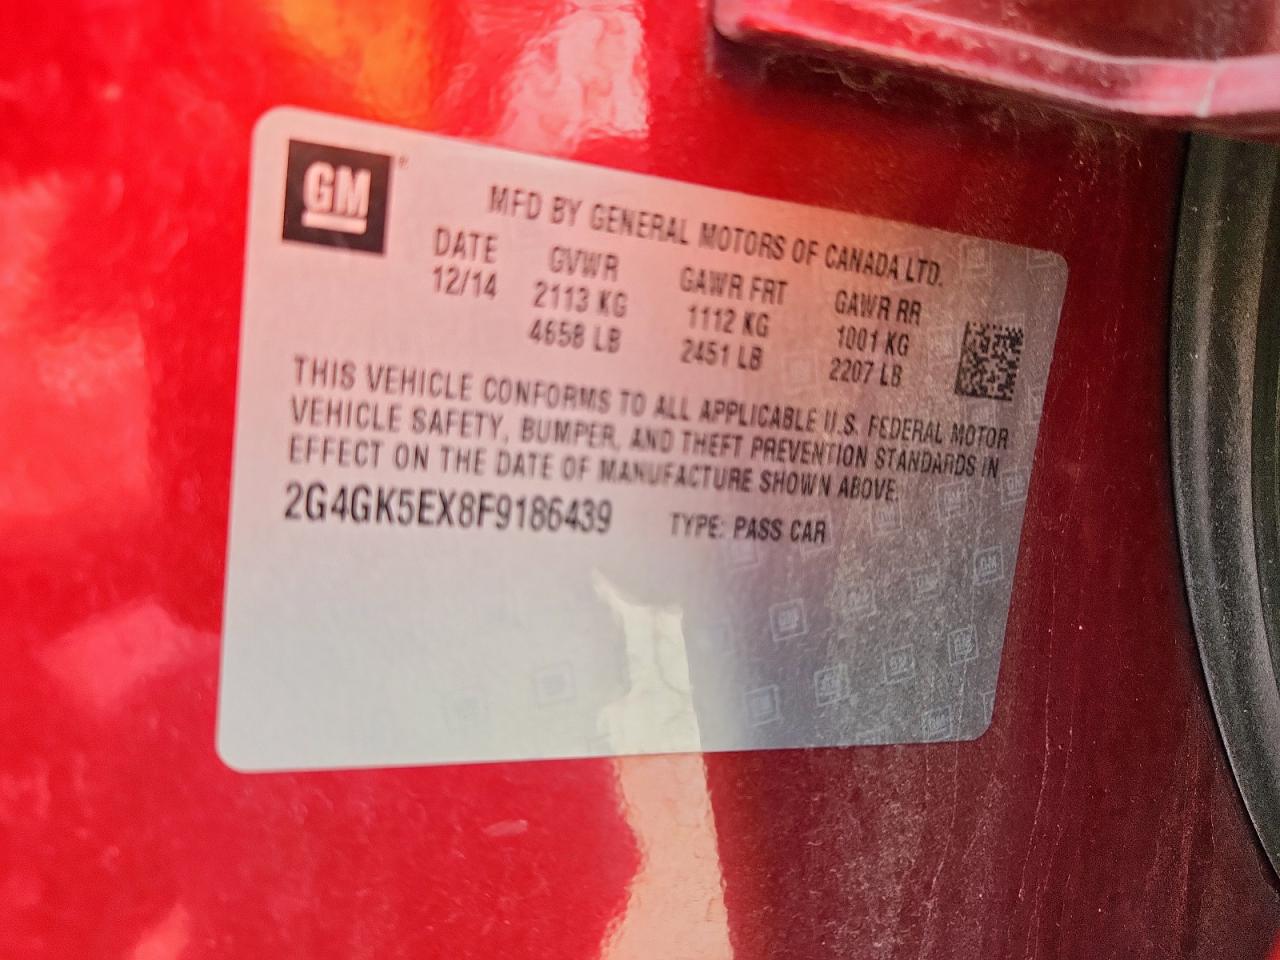 GM
MFD BY GENERAL MOTORS OF CANADA LTD.
DATE GVWR GAWR FRT GAWR RR
12/14 2113 KG 1112 KG 1001 KG
4658 LB 2451 LB 2207 LB
THIS VEHICLE CONFORMS TO ALL APPLICABLE U.S. FEDERAL MOTOR
VEHICLE SAFETY, BUMPER, AND THEFT PREVENTION STANDARDS IN
EFFECT ON THE DATE OF MANUFACTURE SHOWN ABOVE.
2G4GK5EX8F9186439 TYPE: PASS CAR